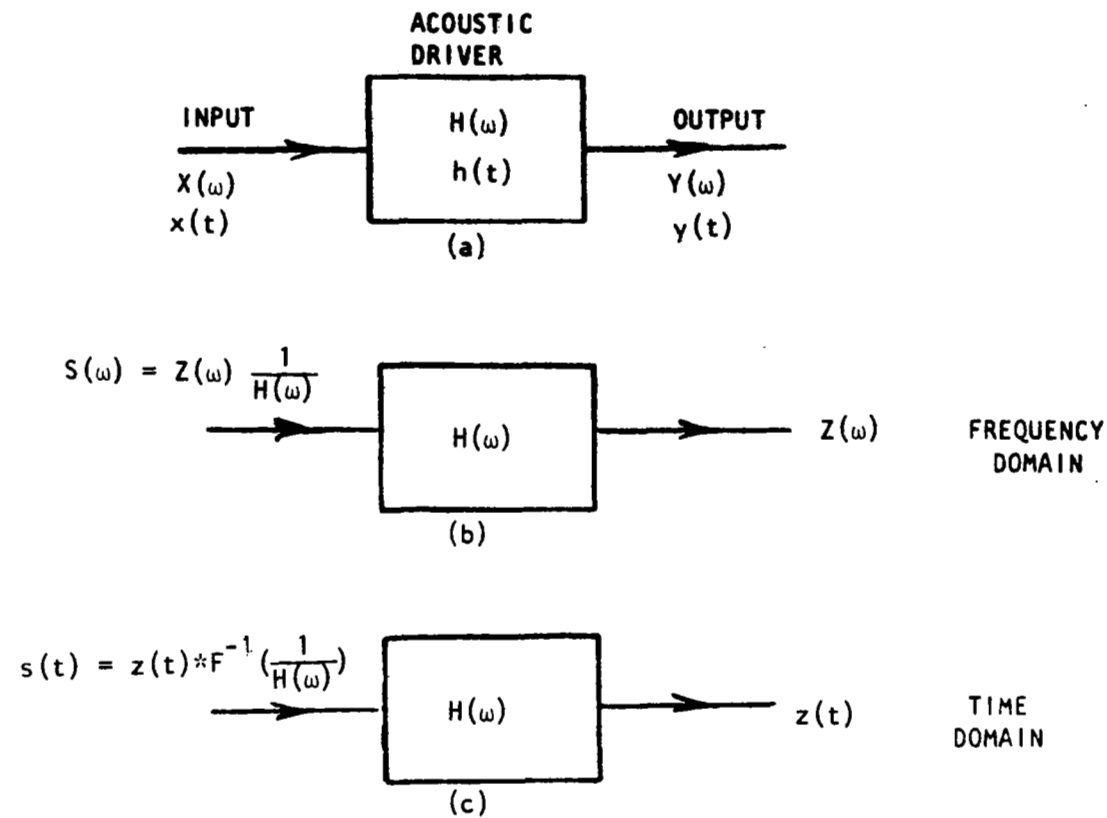 ACOUSTIC
DRIVER
INPUT
H(ω)
OUTPUT
h(t)
X(ω)
Y(ω)
x(t)
y(t)
(a)
S(ω) = Z(ω) 1/H(ω)
H(ω)
Z(ω)
FREQUENCY
DOMAIN
(b)
s(t) = z(t)*F⁻¹(1/H(ω))
H(ω)
z(t)
TIME
DOMAIN
(c)